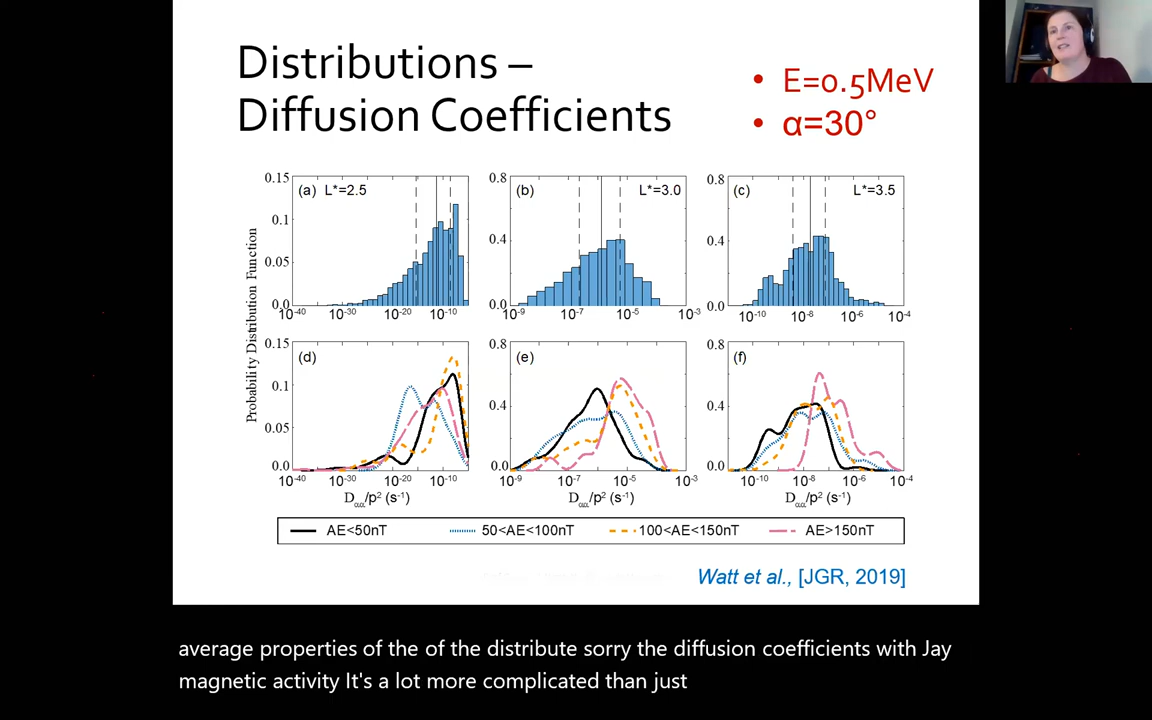 Distributions –
Diffusion Coefficients
• E=0.5MeV
• α=30°
Probability Distribution Function
0.15
0.1
0.05
0.0
(a) L*=2.5
10⁻⁴⁰ 10⁻³⁰ 10⁻²⁰ 10⁻¹⁰
0.8
0.4
0.0
(b) L*=3.0
10⁻⁹ 10⁻⁷ 10⁻⁵ 10⁻³
0.8
0.4
0.0
(c) L*=3.5
10⁻¹⁰ 10⁻⁸ 10⁻⁶ 10⁻⁴
0.15
0.1
0.05
0.0
(d)
10⁻⁴⁰ 10⁻³⁰ 10⁻²⁰ 10⁻¹⁰
Dαα/p² (s⁻¹)
0.8
0.4
0.0
(e)
10⁻⁹ 10⁻⁷ 10⁻⁵ 10⁻³
Dαα/p² (s⁻¹)
0.8
0.4
0.0
(f)
10⁻¹⁰ 10⁻⁸ 10⁻⁶ 10⁻⁴
Dαα/p² (s⁻¹)
AE<50nT 50<AE<100nT 100<AE<150nT AE>150nT
Watt et al., [JGR, 2019]
average properties of the of the distribute sorry the diffusion coefficients with Jay
magnetic activity It's a lot more complicated than just